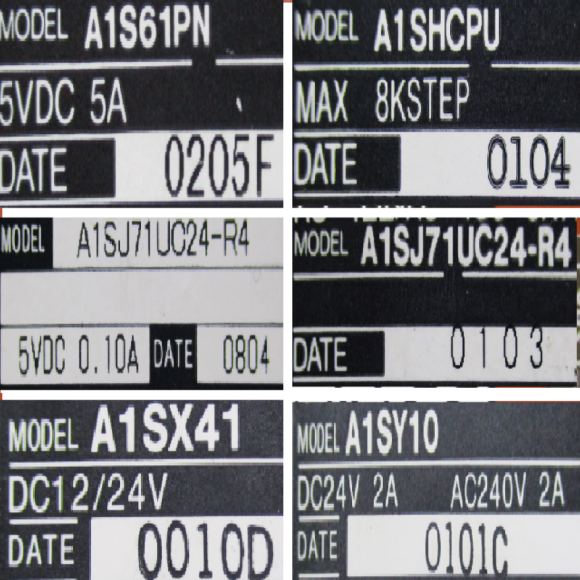 MODEL A1S61PN
5VDC 5A
DATE 0205F
MODEL A1SHCPU
MAX 8KSTEP
DATE 0104
MODEL A1SJ71UC24-R4
5VDC 0.10A DATE 0804
MODEL A1SJ71UC24-R4
DATE 0103
MODEL A1SX41
DC12/24V
DATE 0010D
MODEL A1SY10
DC24V 2A AC240V 2A
DATE 0101C